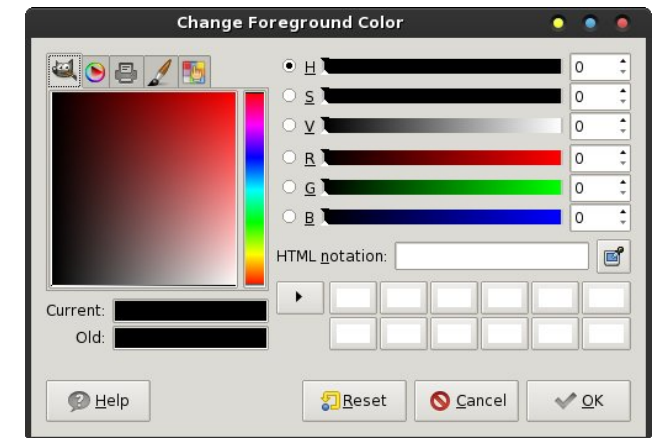 Change Foreground Color
H 0
S 0
V 0
R 0
G 0
B 0
HTML notation:
Current:
Old:
Help Reset Cancel OK